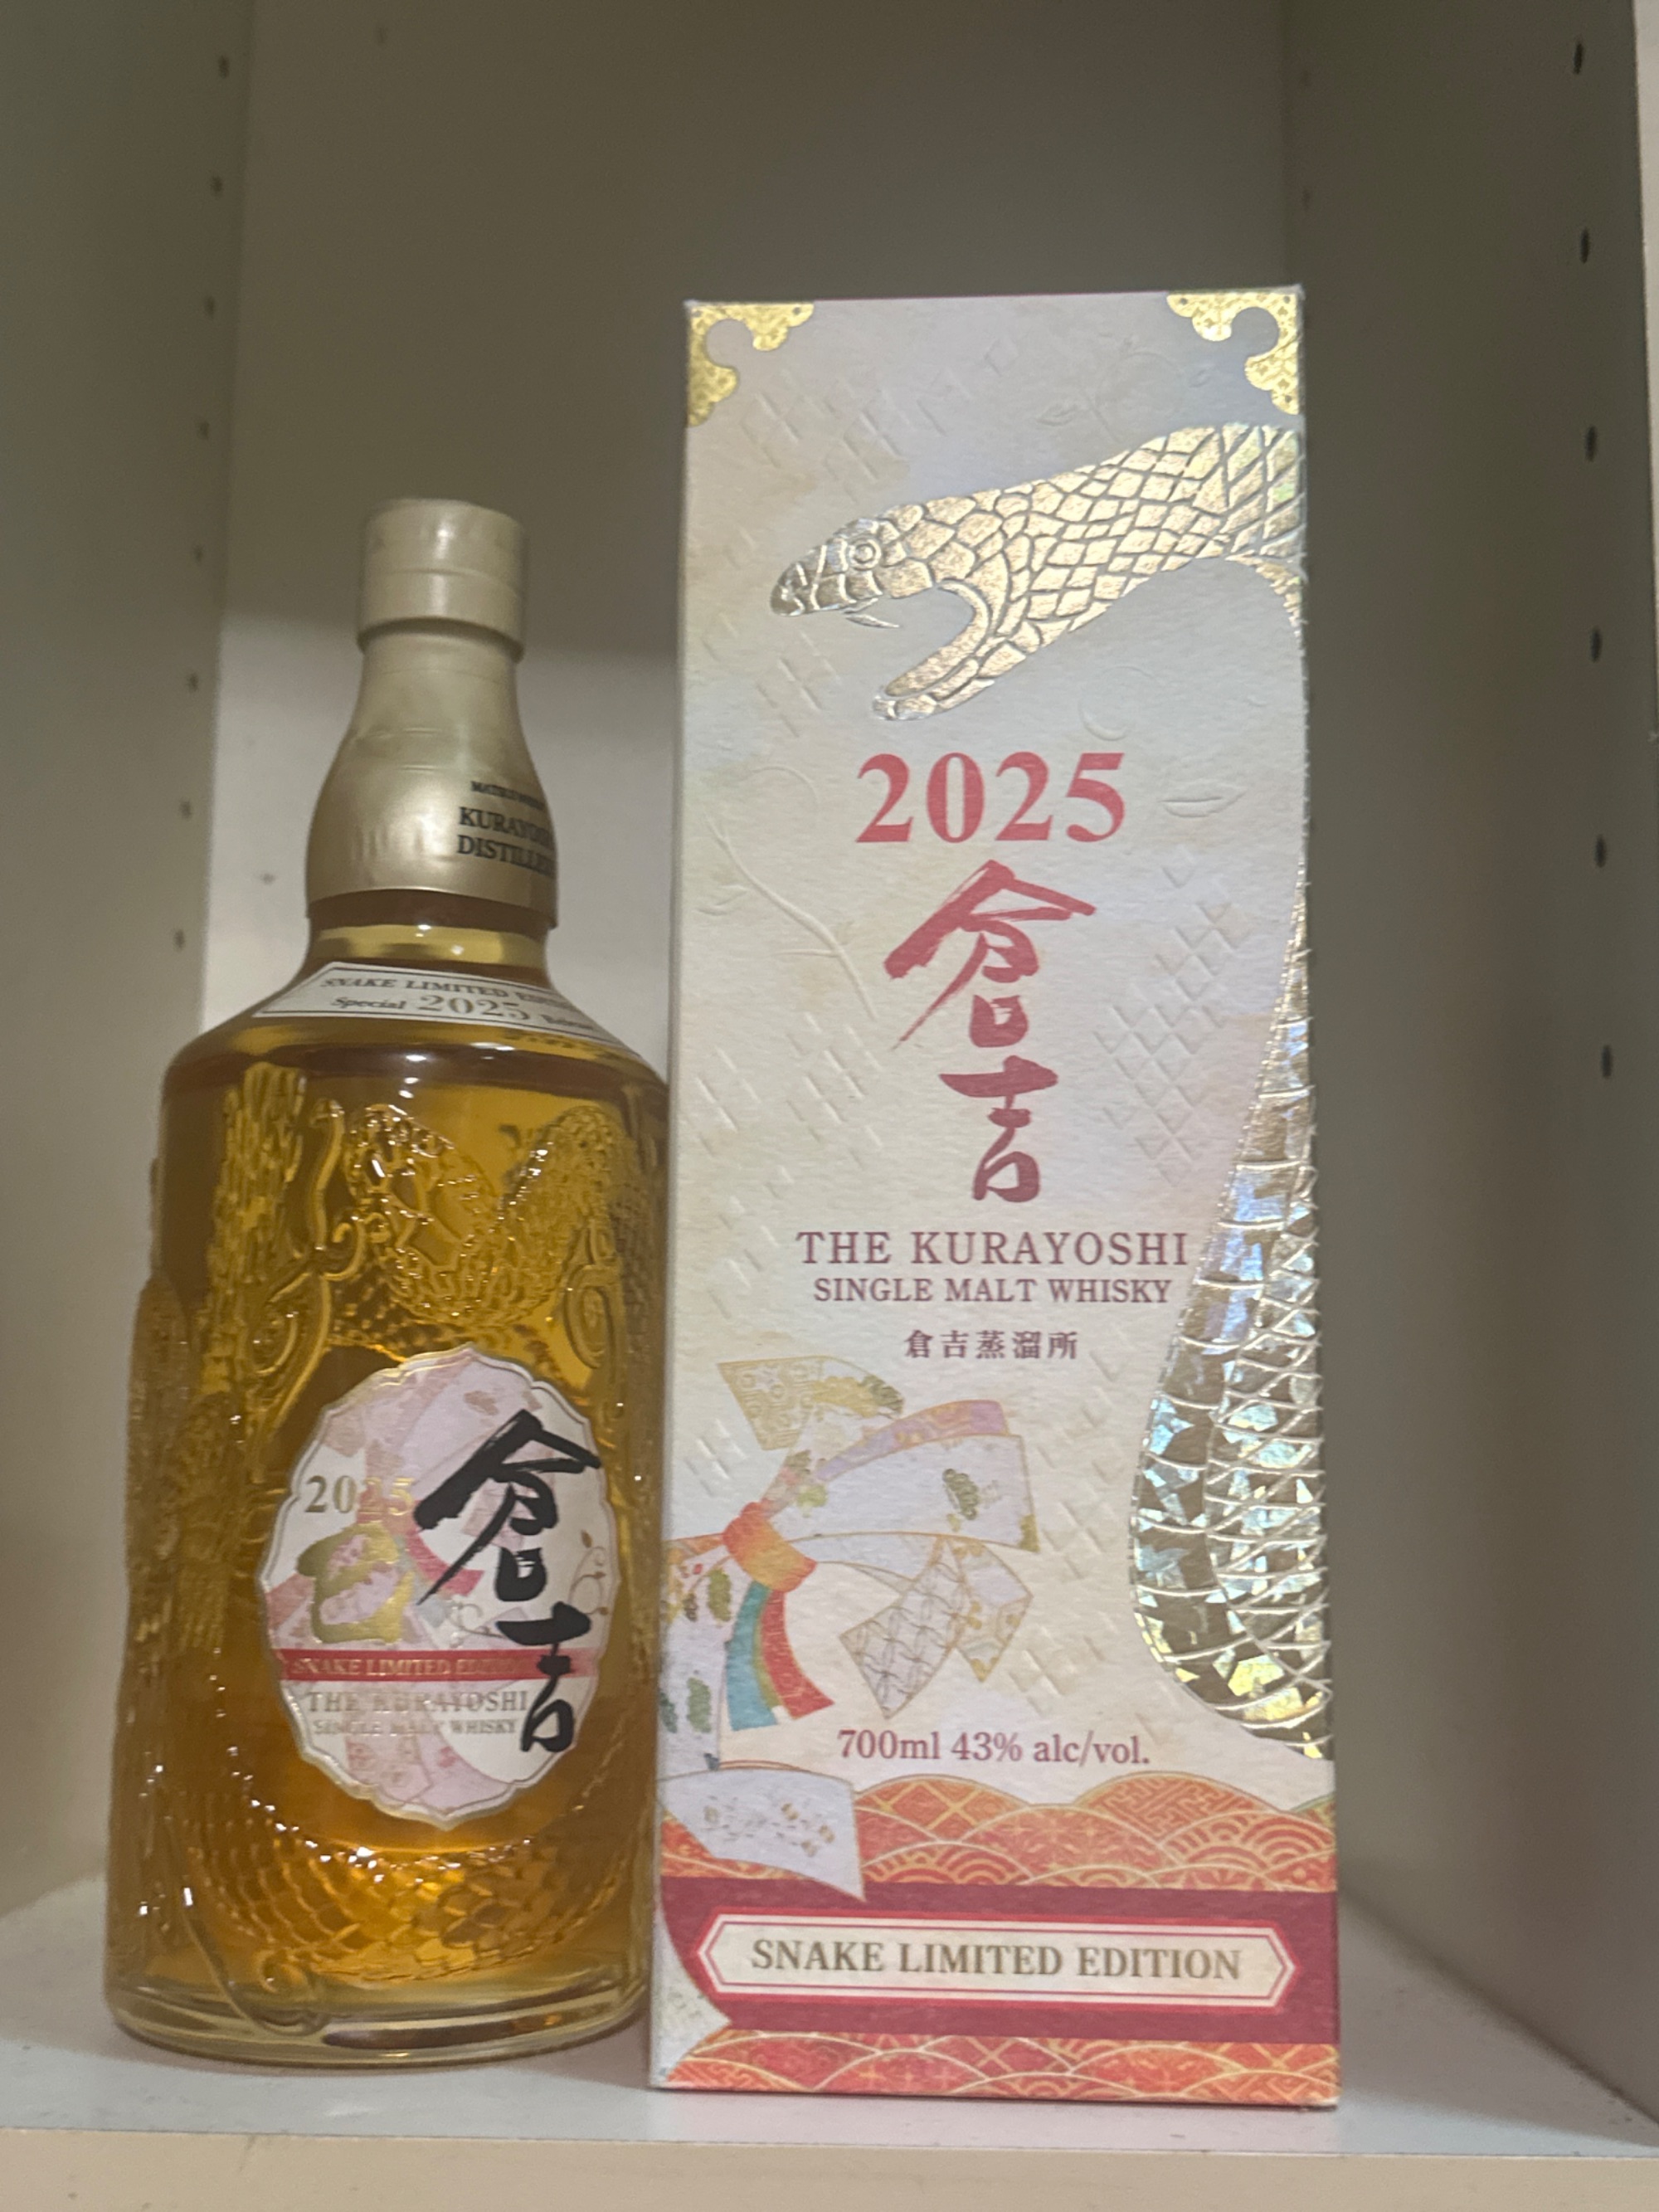 KURAYOSHI
DISTILLERY
SNAKE LIMITED EDITION
Special 2025 Release
2025
巳
倉吉
SNAKE LIMITED EDITION
THE KURAYOSHI
SINGLE MALT WHISKY
2025
倉吉
THE KURAYOSHI
SINGLE MALT WHISKY
倉吉蒸溜所
700ml 43% alc/vol.
SNAKE LIMITED EDITION